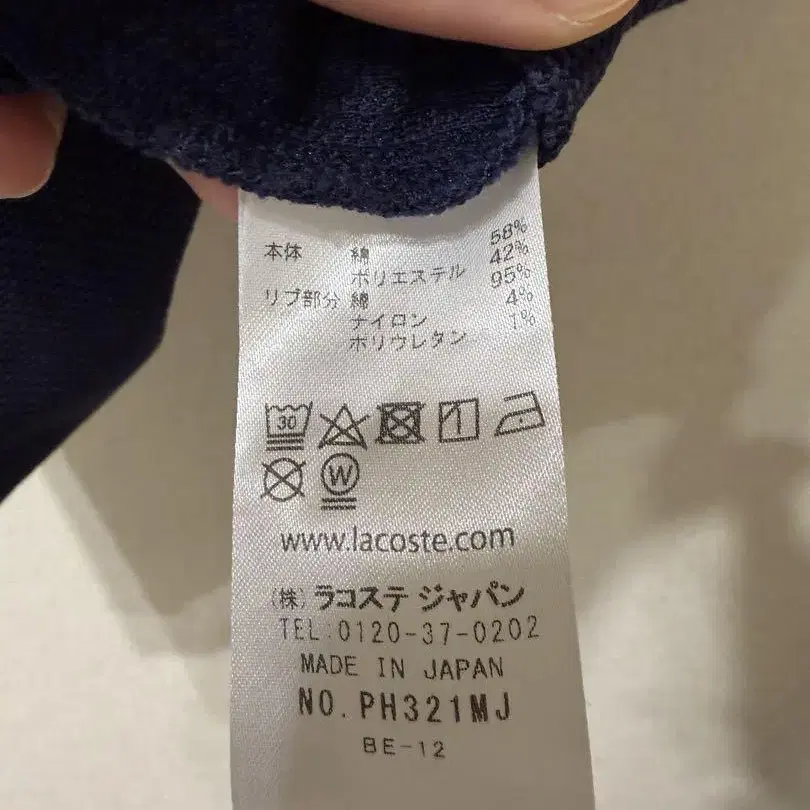 本体 綿 58%
ポリエステル 42%
リブ部分 綿 95%
ナイロン 4%
ポリウレタン 1%
30
W
www.lacoste.com
(株) ラコステ ジャパン
TEL:0120-37-0202
MADE IN JAPAN
NO. PH321MJ
BE-12